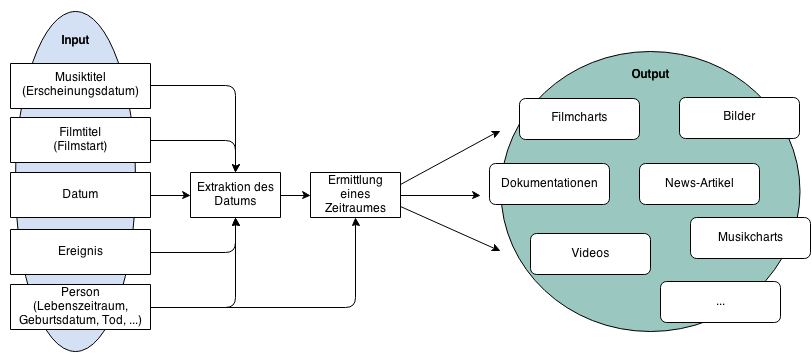 Input
Musiktitel
(Erscheinungsdatum)
Filmtitel
(Filmstart)
Datum
Ereignis
Person
(Lebenszeitraum,
Geburtsdatum, Tod, ...)
Extraktion des
Datums
Ermittlung
eines
Zeitraumes
Output
Filmcharts
Bilder
Dokumentationen
News-Artikel
Musikcharts
Videos
...